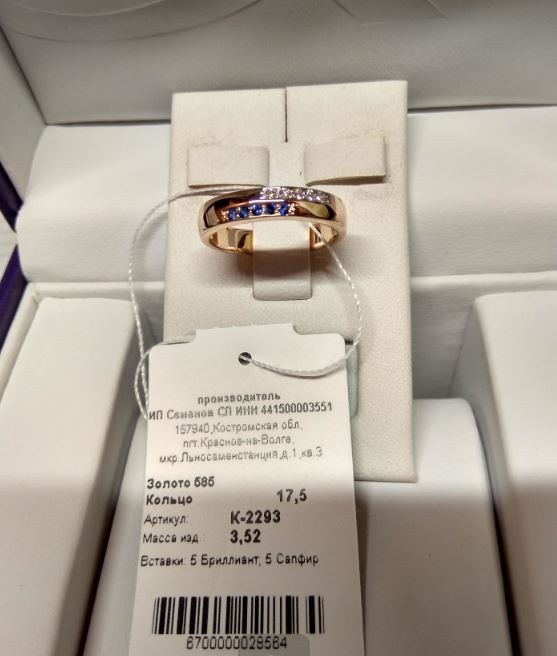 производитель
ИП Семенов СЛ ИНН 441500003551
157940,Костромская обл,
пгт.Красное-на-Волге,
мкр.Льносеменстанция,д.1,кв.3
Золото 585
Кольцо 17,5
Артикул: К-2293
Масса изд.: 3,52
Вставки: 5 Бриллиант, 5 Сапфир
6700000028564